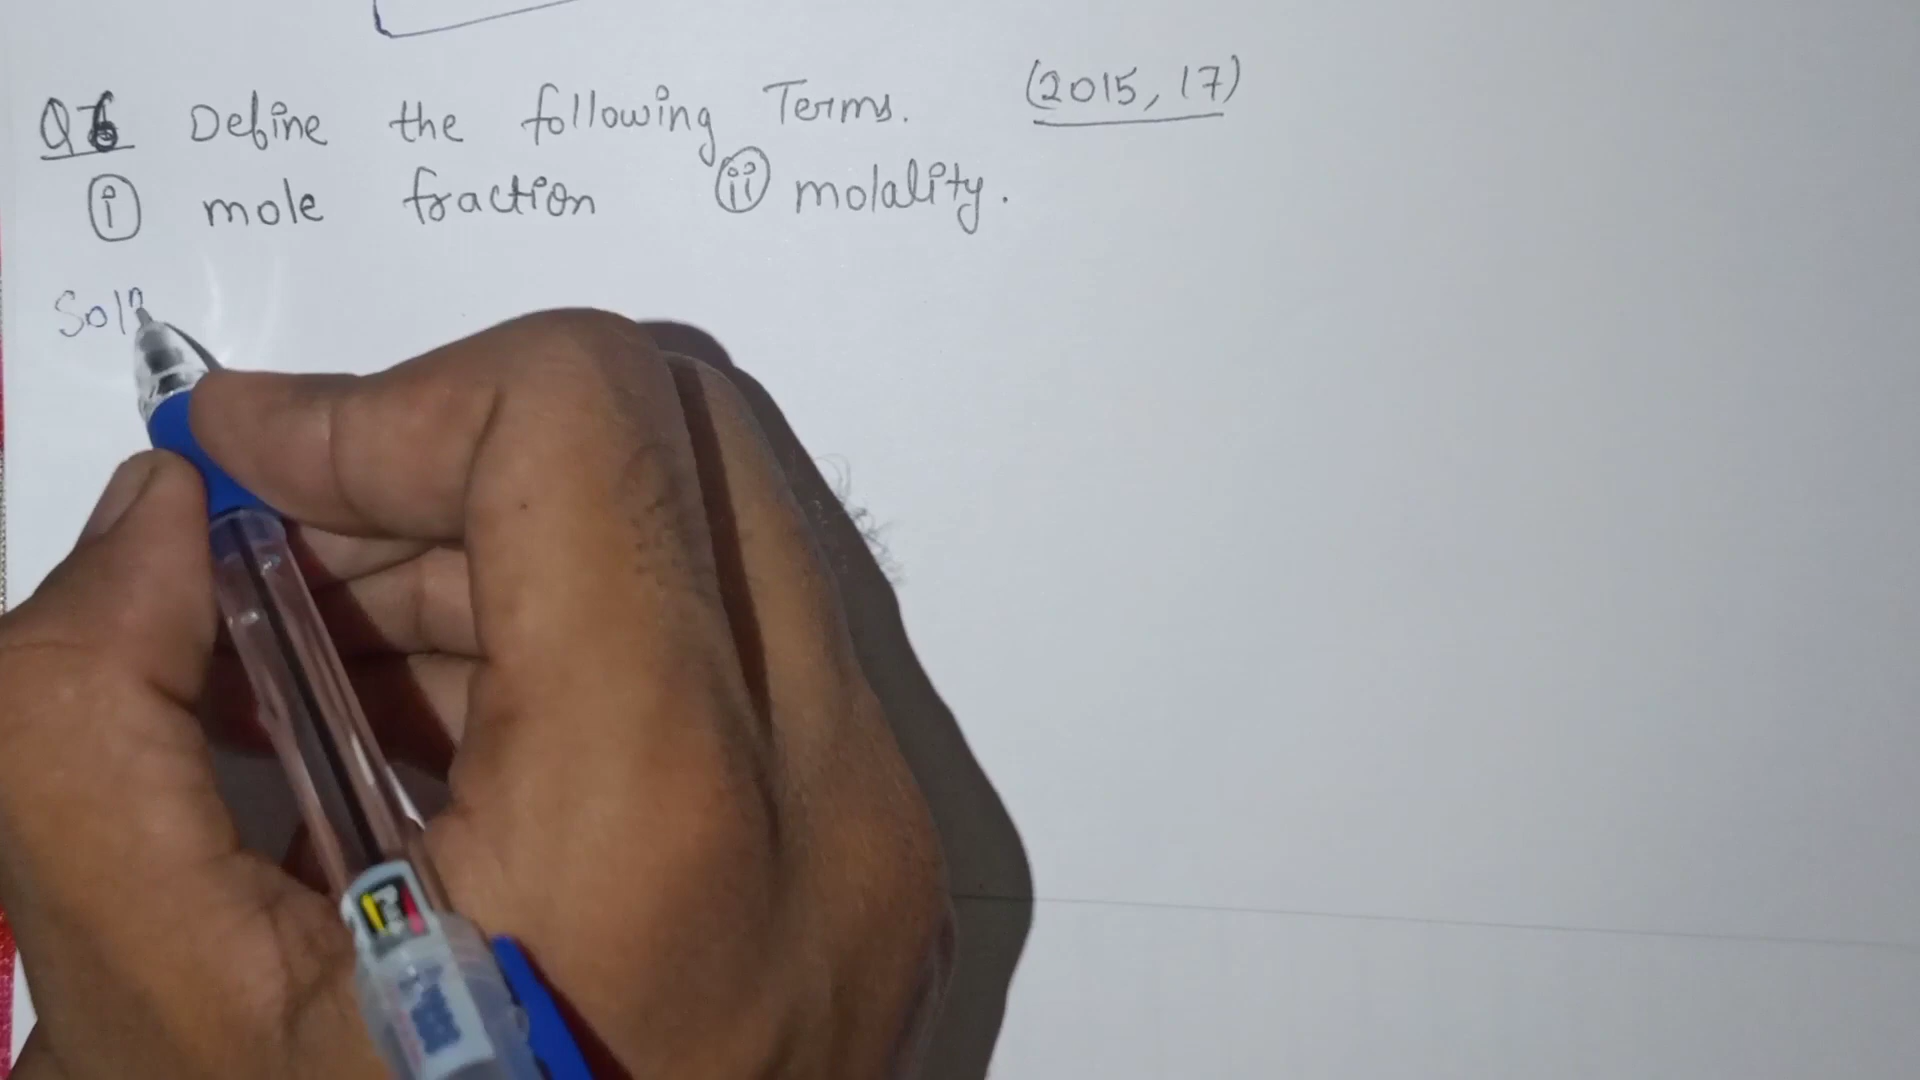 Q6 Define the following Terms. (2015, 17)
(i) mole fraction (ii) molality.
Soln